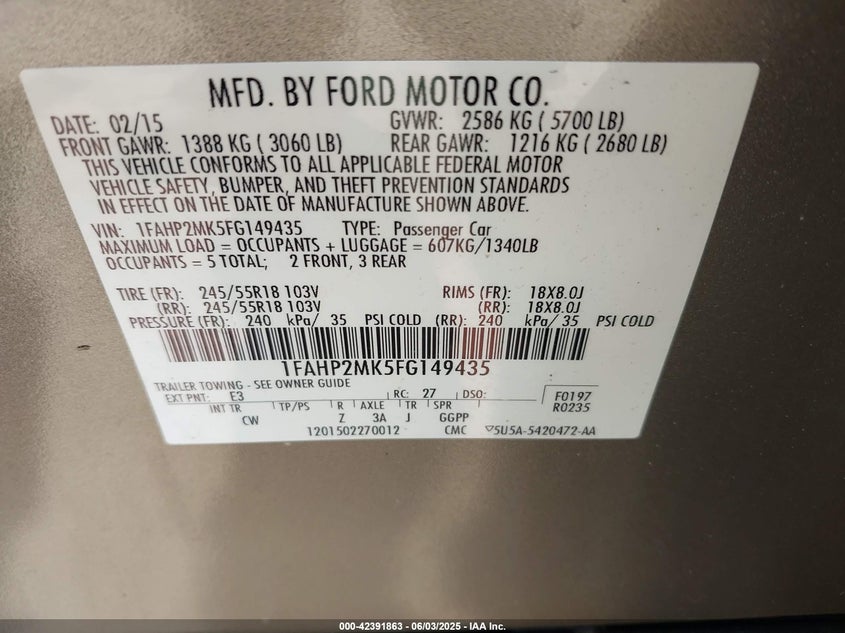 MFD. BY FORD MOTOR CO.
DATE: 02/15 GVWR: 2586 KG ( 5700 LB)
FRONT GAWR: 1388 KG ( 3060 LB) REAR GAWR: 1216 KG ( 2680 LB)
THIS VEHICLE CONFORMS TO ALL APPLICABLE FEDERAL MOTOR
VEHICLE SAFETY, BUMPER, AND THEFT PREVENTION STANDARDS
IN EFFECT ON THE DATE OF MANUFACTURE SHOWN ABOVE.
VIN: 1FAHP2MK5FG149435 TYPE: Passenger Car
MAXIMUM LOAD = OCCUPANTS + LUGGAGE = 607KG/1340LB
OCCUPANTS = 5 TOTAL; 2 FRONT, 3 REAR
TIRE (FR): 245/55R18 103V RIMS (FR): 18X8.0J
(RR): 245/55R18 103V (RR): 18X8.0J
PRESSURE (FR): 240 kPa/ 35 PSI COLD (RR): 240 kPa/ 35 PSI COLD
1FAHP2MK5FG149435
TRAILER TOWING - SEE OWNER GUIDE
EXT PNT: E3 RC: 27 DSO: F0197
INT TR TP/PS R AXLE TR SPR R0235
CW Z 3A J GGPP
1201502270012 CMC ▽5U5A-5420472-AA
000-42391863 - 06/03/2025 - IAA Inc.